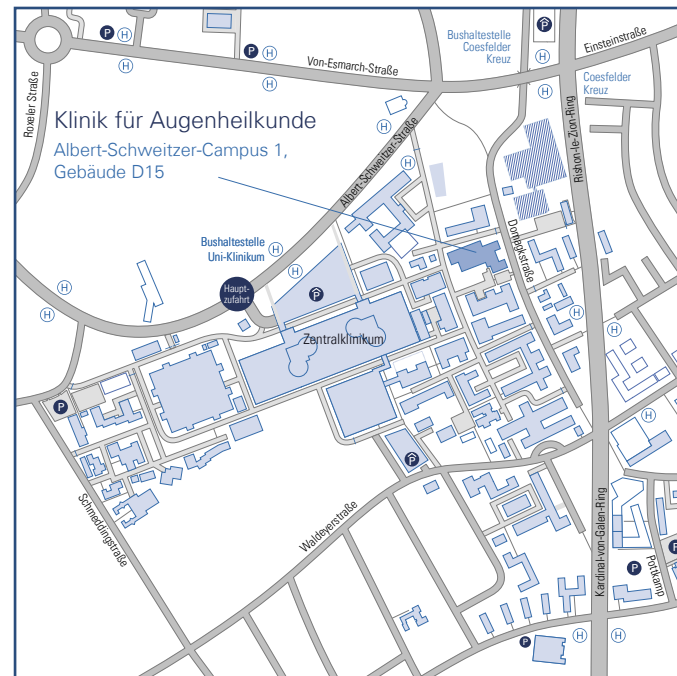 P
H
H
P
H
H
P
H
Bushaltestelle
Coesfelder
Kreuz
Einsteinstraße
Von-Esmarch-Straße
H
H
Coesfelder
Kreuz
Roxeler Straße
Klinik für Augenheilkunde
Albert-Schweitzer-Campus 1,
Gebäude D15
H
H
Albert-Schweitzer-Straße
Rishon-le-Zion-Ring
Domagkstraße
Bushaltestelle
Uni-Klinikum
H
H
H
H
Haupt-
zufahrt
P
H
H
Zentralklinikum
P
H
P
Schmeddingstraße
Waldeyerstraße
Kardinal-von-Galen-Ring
Pottkamp
P
P
P
H
H